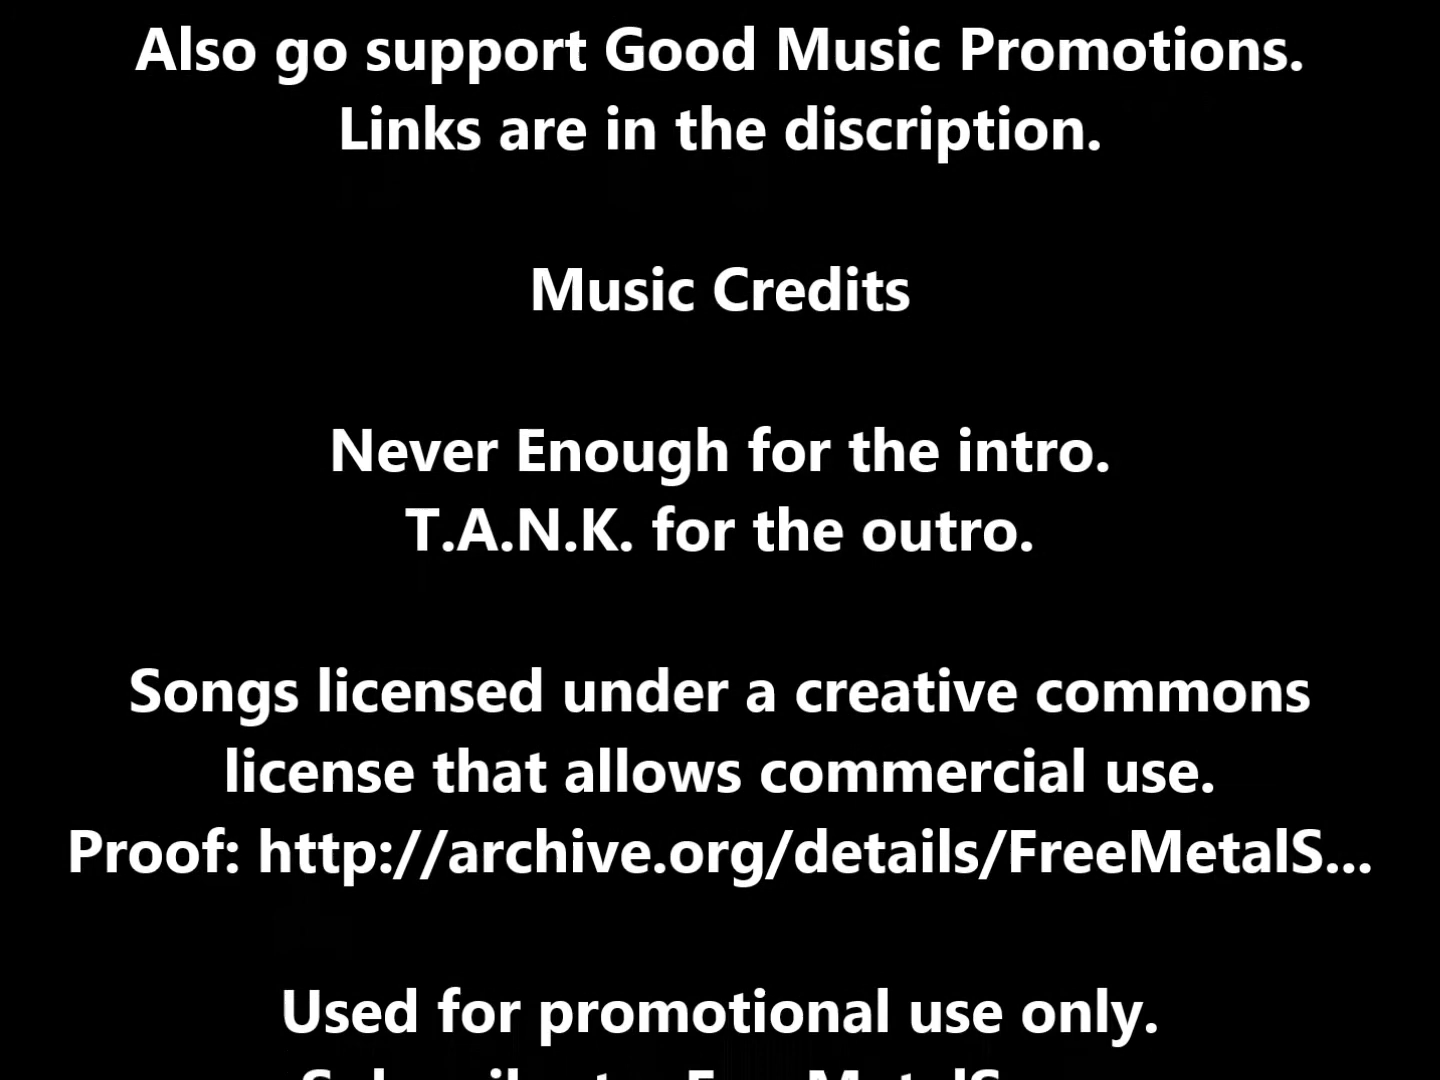 Also go support Good Music Promotions.
Links are in the discription.
Music Credits
Never Enough for the intro.
T.A.N.K. for the outro.
Songs licensed under a creative commons
license that allows commercial use.
Proof: http://archive.org/details/FreeMetalS...
Used for promotional use only.